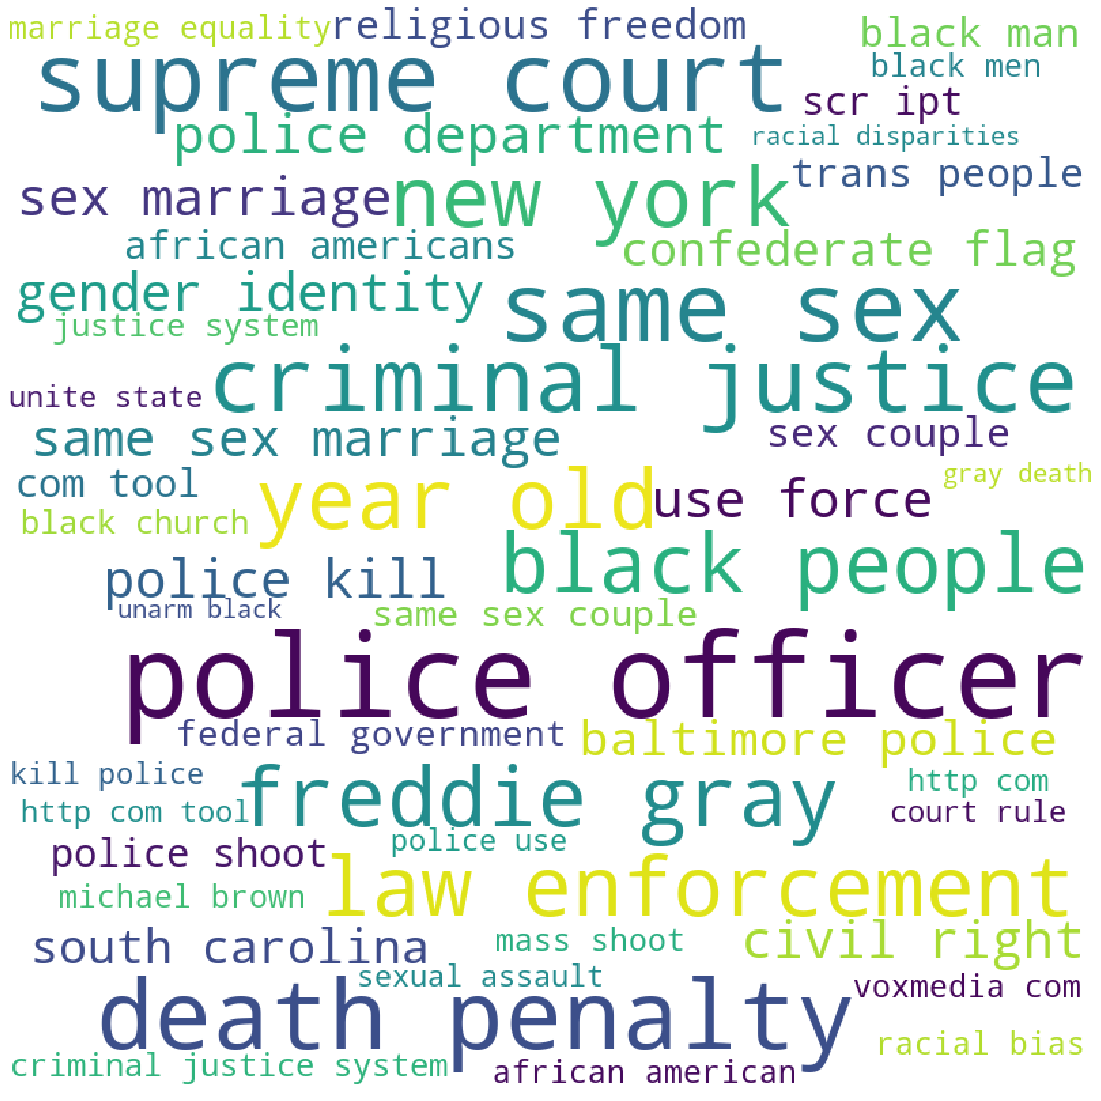 marriage equality
religious freedom
black man
supreme court
black men
scr ipt
police department
racial disparities
sex marriage
new york
trans people
african americans
confederate flag
gender identity
same sex
justice system
criminal justice
unite state
same sex marriage
sex couple
com tool
year old
use force
gray death
black church
police kill
black people
unarm black
same sex couple
police officer
federal government
baltimore police
kill police
freddie gray
http com
http com tool
court rule
police shoot
police use
michael brown
law enforcement
south carolina
mass shoot
civil right
sexual assault
death penalty
voxmedia com
racial bias
criminal justice system
african american